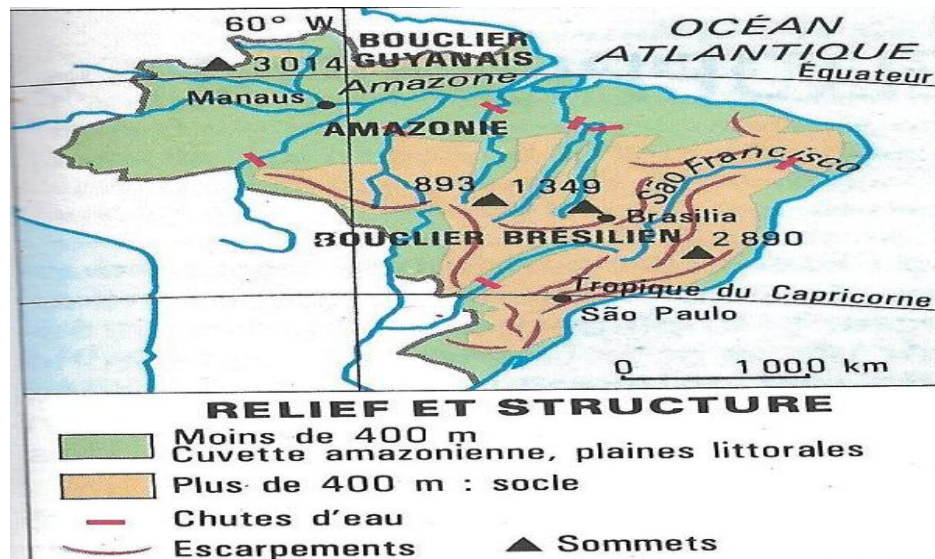 60° W
OCÉAN
ATLANTIQUE
BOUCLIER
GUYANAIS
3 014
Équateur
Amazone
Manaus
AMAZONIE
São Francisco
893
1 349
Brasilia
BOUCLIER BRESILIEN
2 890
Tropique du Capricorne
São Paulo
0 1 000 km
RELIEF ET STRUCTURE
Moins de 400 m
Cuvette amazonienne, plaines littorales
Plus de 400 m : socle
Chutes d'eau
Escarpements
Sommets